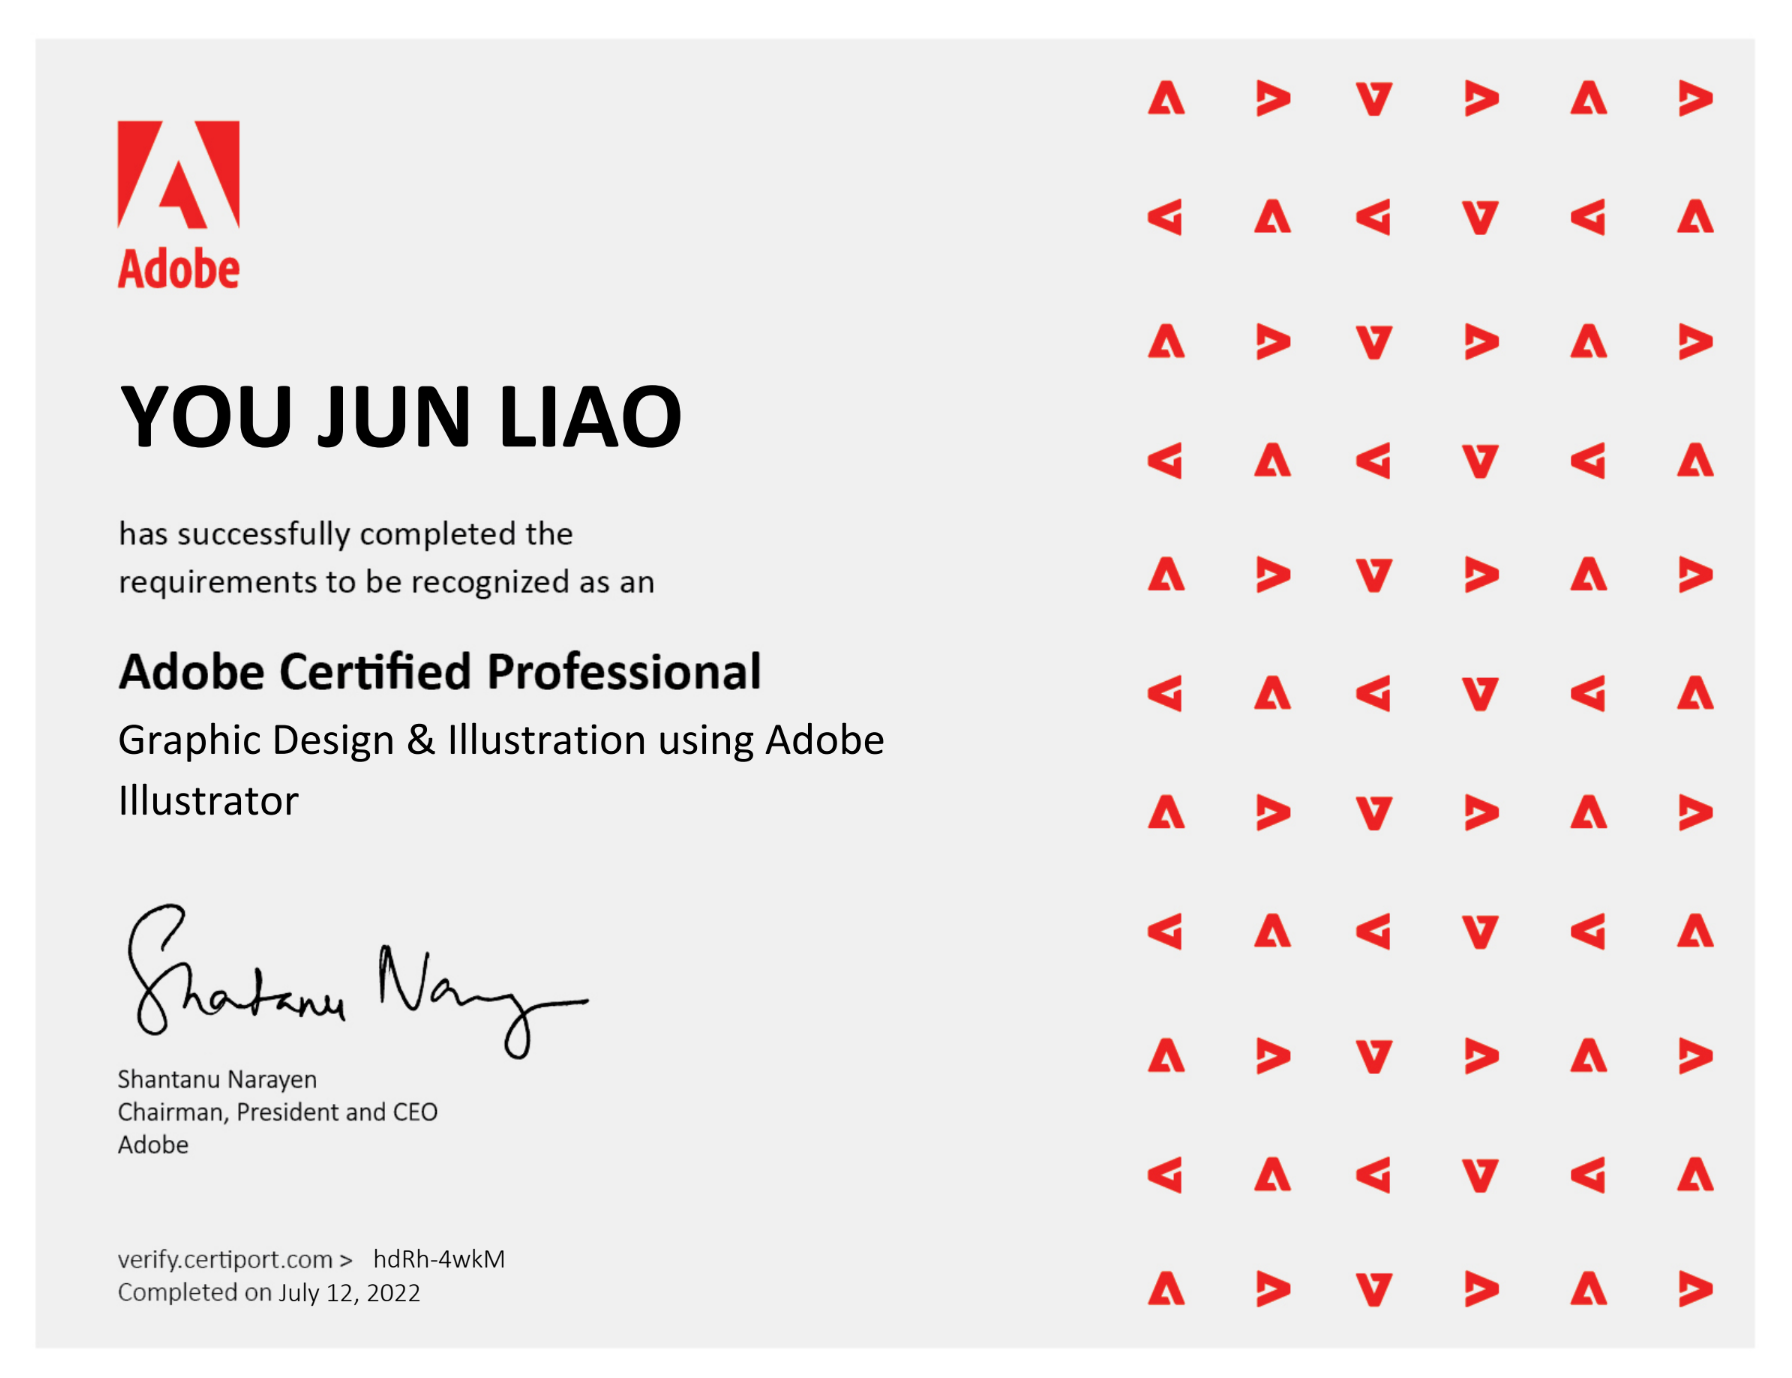 Adobe
YOU JUN LIAO
has successfully completed the
requirements to be recognized as an
Adobe Certified Professional
Graphic Design & Illustration using Adobe
Illustrator
Shantanu Narayen
Shantanu Narayen
Chairman, President and CEO
Adobe
verify.certiport.com > hdRh-4wkM
Completed on July 12, 2022